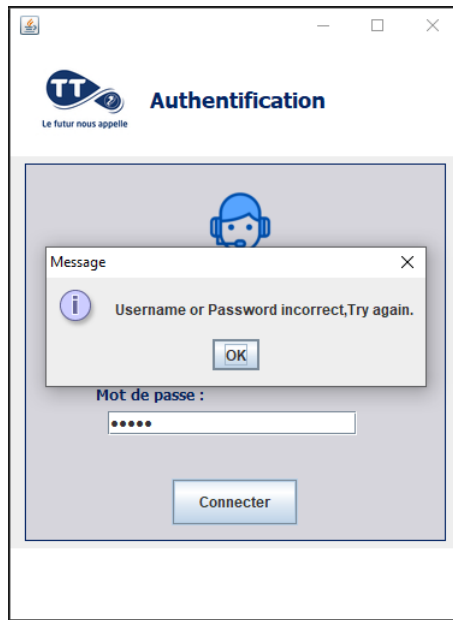 TT
Le futur nous appelle
Authentification
Message
i
Username or Password incorrect,Try again.
OK
Mot de passe :
Connecter